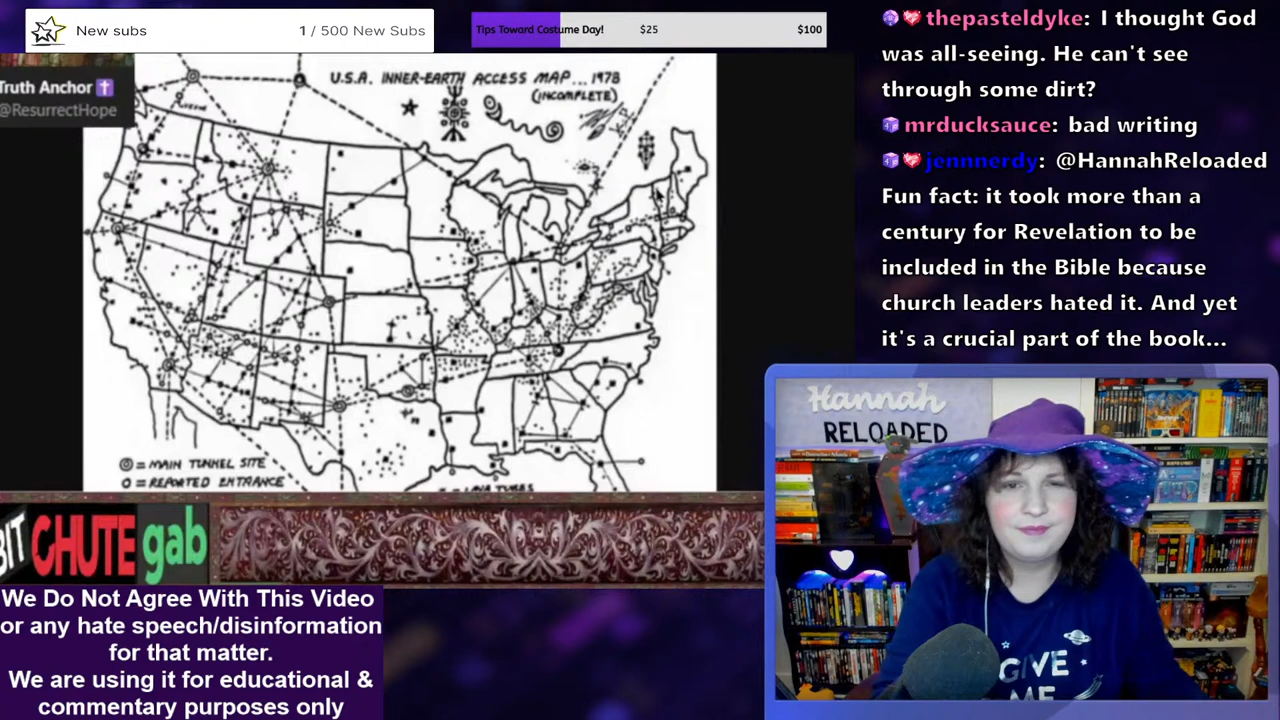 New subs
1 / 500 New Subs
Tips Toward Costume Day!
$25
$100
Truth Anchor
@ResurrectHope
U.S.A. INNER-EARTH ACCESS MAP...1978
(INCOMPLETE)
= MAIN TUNNEL SITE
= REPORTED ENTRANCE
BIT
CHUTE
gab
We Do Not Agree With This Video
or any hate speech/disinformation
for that matter.
We are using it for educational &
commentary purposes only
thepasteldyke: I thought God
was all-seeing. He can't see
through some dirt?
mrducksauce: bad writing
jennnerdy: @HannahReloaded
Fun fact: it took more than a
century for Revelation to be
included in the Bible because
church leaders hated it. And yet
it's a crucial part of the book...
Hannah
RELOADED
GIVE
ME